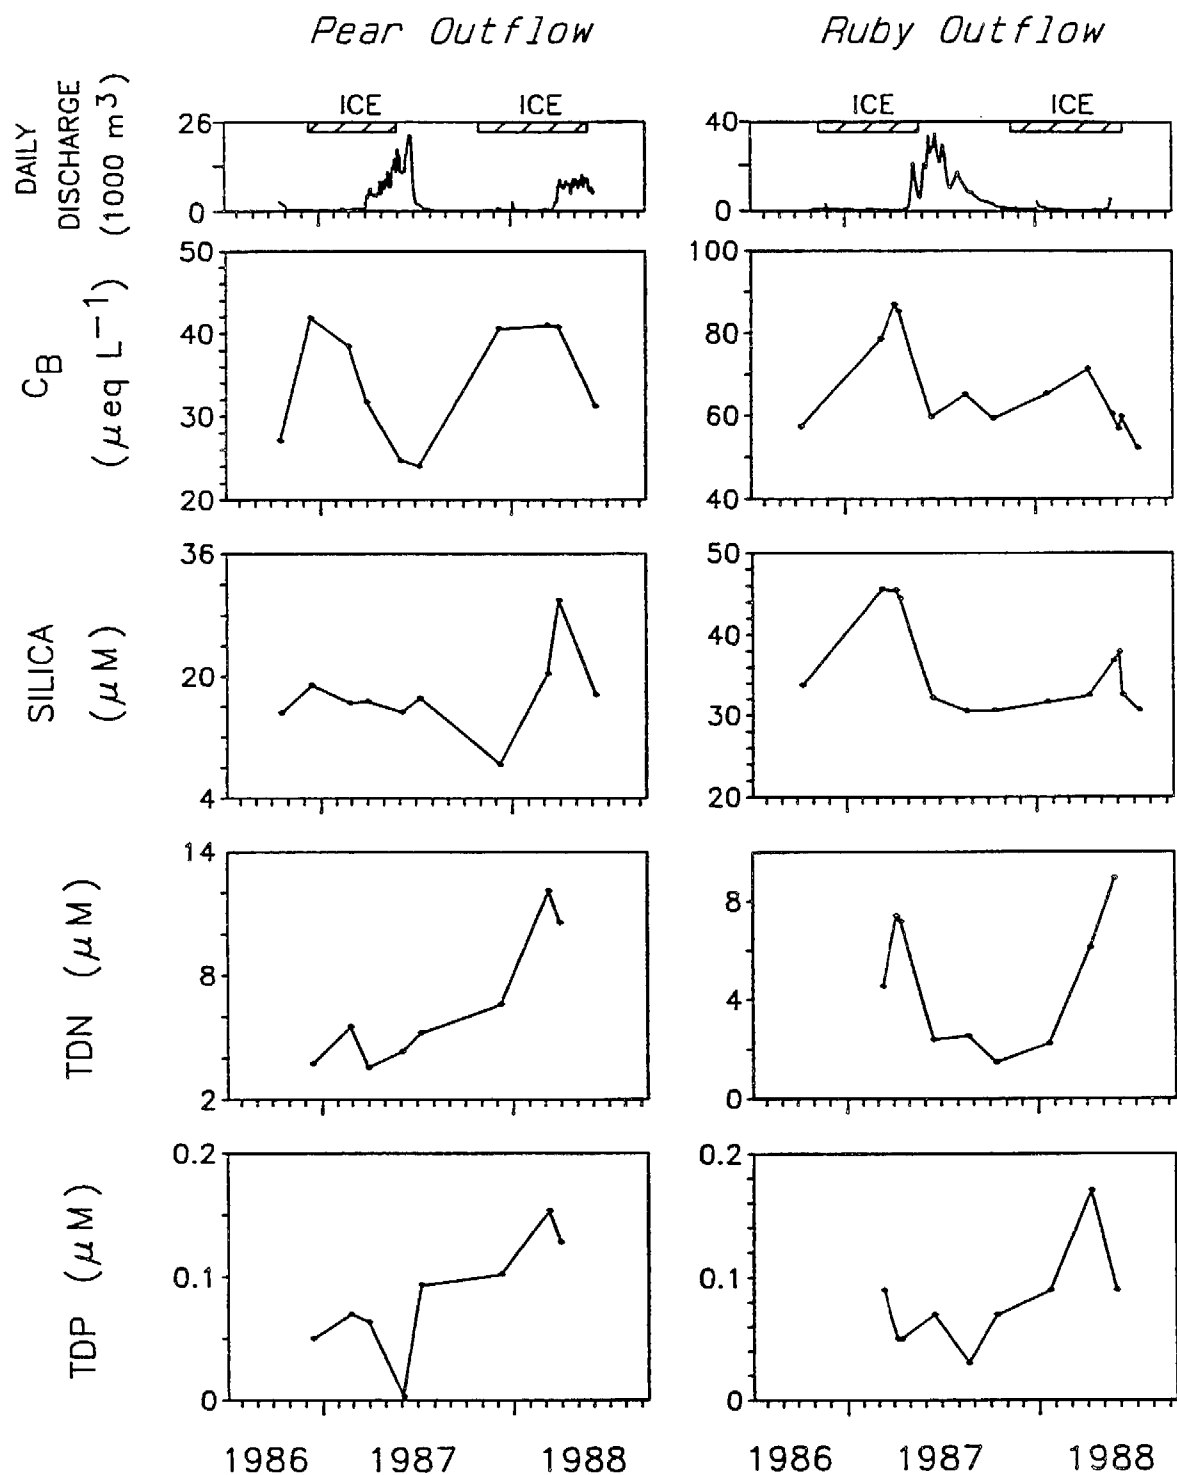 Pear Outflow Ruby Outflow
DAILY
DISCHARGE
(1000 m³)
ICE ICE ICE ICE
26
0
40
0
C_B
(μeq L⁻¹)
50
40
30
20
100
80
60
40
SILICA
(μM)
36
20
4
50
40
30
20
TDN (μM)
14
8
2
8
4
0
TDP (μM)
0.2
0.1
0
0.2
0.1
0
1986 1987 1988 1986 1987 1988